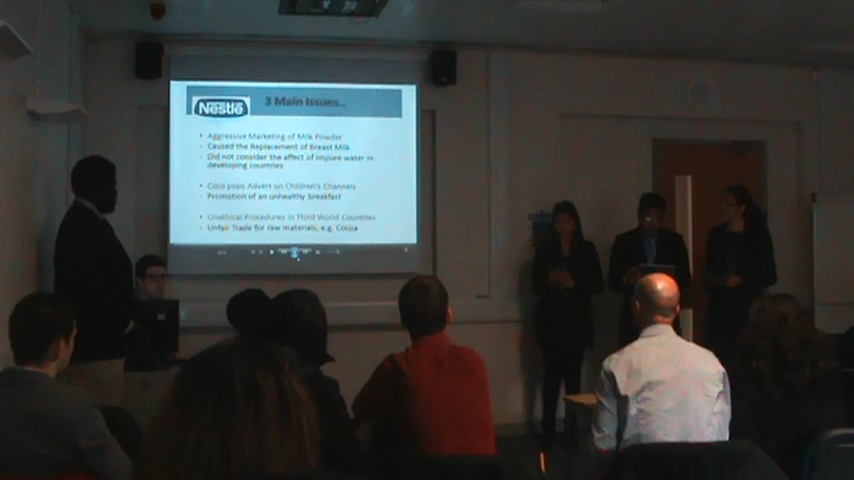 Nestlé
3 Main Issues..
• Aggressive Marketing of Milk Powder
- Caused the Replacement of Breast Milk
- Did not consider the affect of impure water in
developing countries
• Coco pops Advert on Children's Channels
- Promotion of an unhealthy breakfast
• Unethical Procedures in Third World Countries
- Unfair Trade for raw materials, e.g. Cocoa